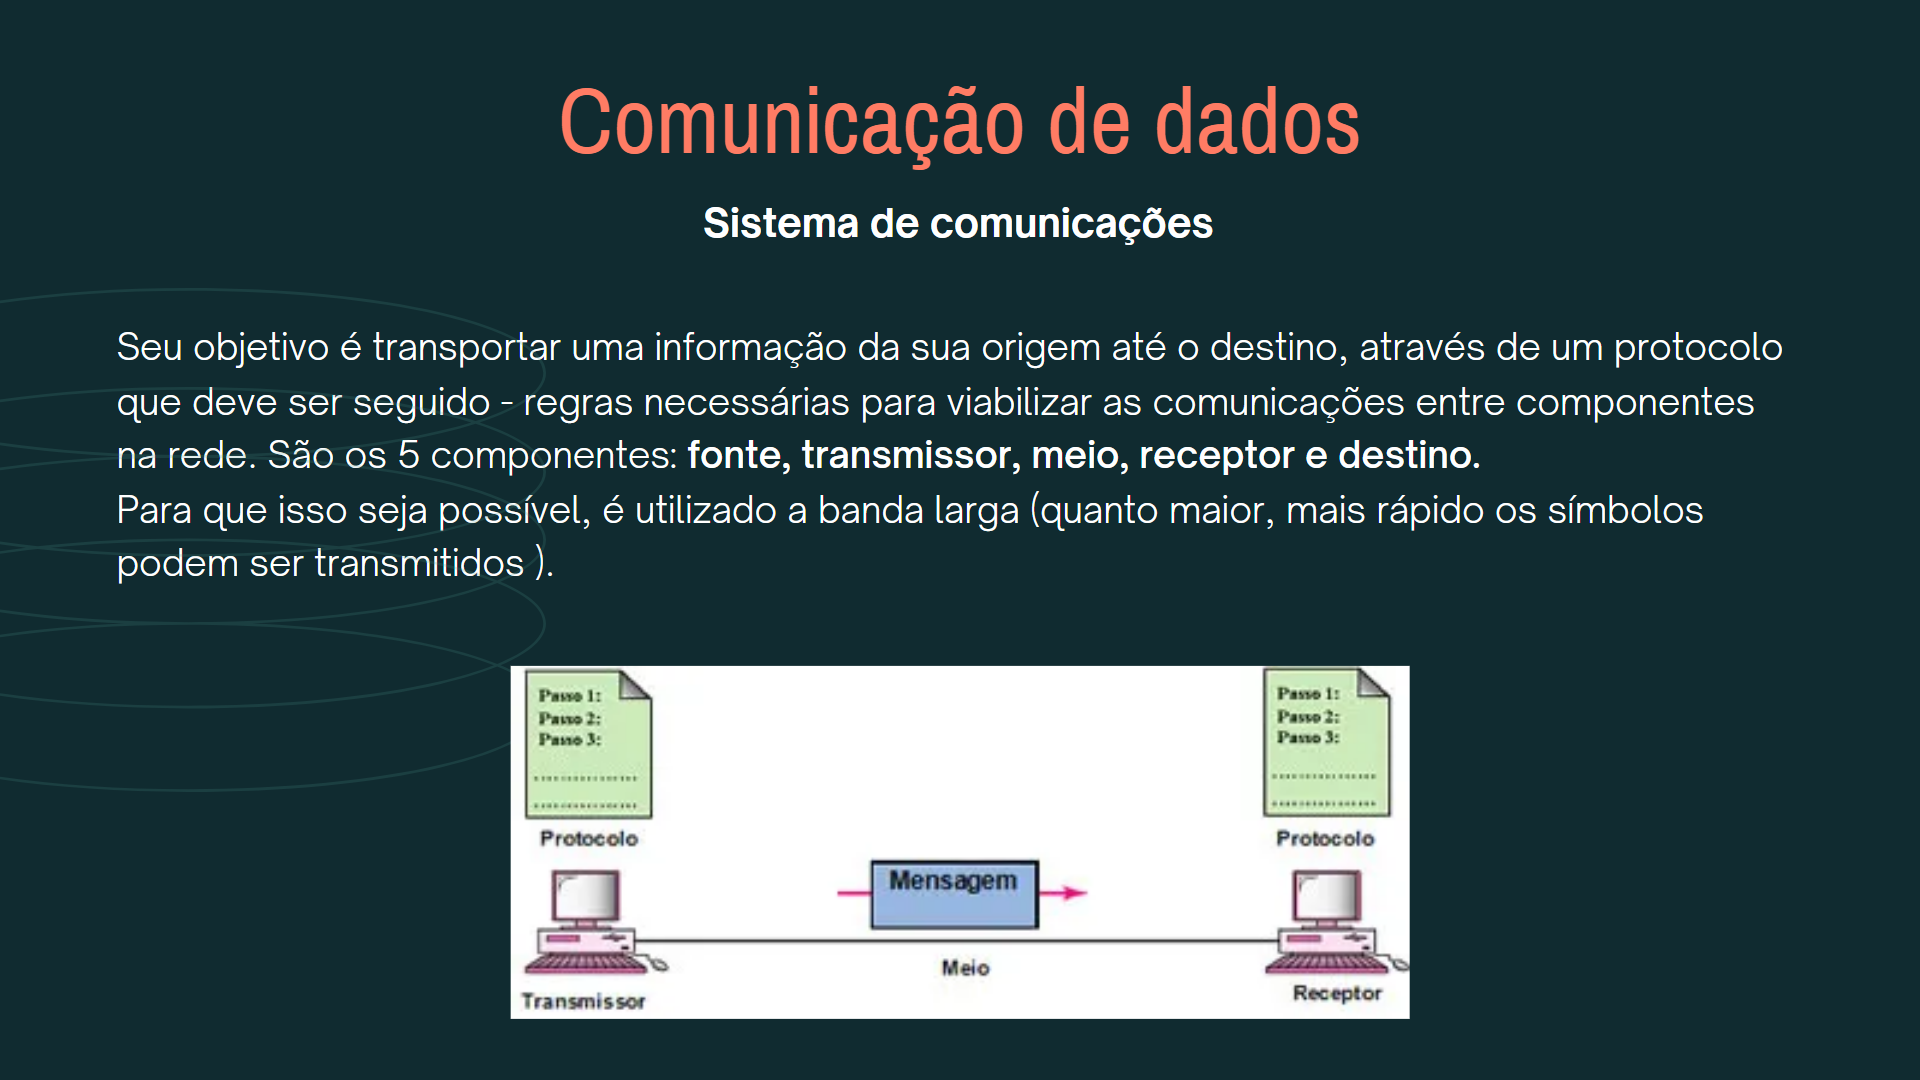 Comunicação de dados
Sistema de comunicações
Seu objetivo é transportar uma informação da sua origem até o destino, através de um protocolo
que deve ser seguido - regras necessárias para viabilizar as comunicações entre componentes
na rede. São os 5 componentes: fonte, transmissor, meio, receptor e destino.
Para que isso seja possível, é utilizado a banda larga (quanto maior, mais rápido os símbolos
podem ser transmitidos ).
Passo 1:
Passo 2:
Passo 3:
Protocolo
Transmissor
Mensagem
Meio
Passo 1:
Passo 2:
Passo 3:
Protocolo
Receptor